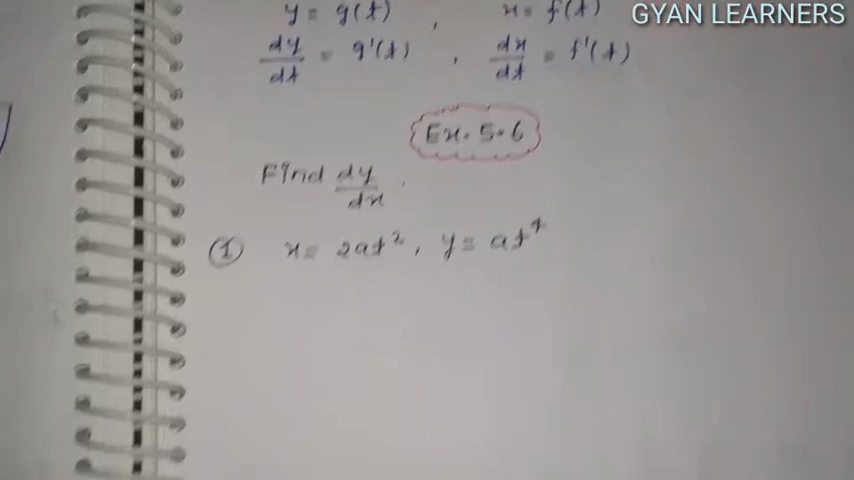 GYAN LEARNERS
y = g(t) , x = f(t)
dy/dt = g'(t) , dx/dt = f'(t)
Ex. 5.6
Find dy/dx .
(1) x = 2at², y = at⁴